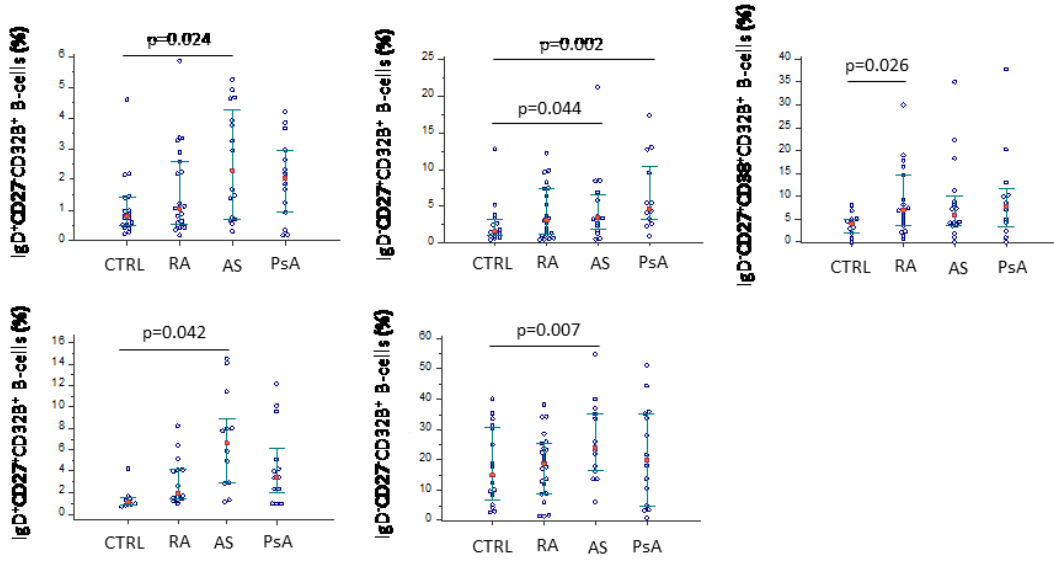 IgD⁺CD27⁻CD32B⁺ B-cells (%)
p=0.024
6
5
4
3
2
1
0
CTRL RA AS PsA
IgD⁻CD27⁺CD32B⁺ B-cells (%)
p=0.002
p=0.044
25
20
15
10
5
0
CTRL RA AS PsA
IgD⁻CD27⁺CD38⁺CD32B⁺ B-cells (%)
p=0.026
40
35
30
25
20
15
10
5
0
CTRL RA AS PsA
IgD⁺CD27⁺CD32B⁺ B-cells (%)
p=0.042
16
14
12
10
8
6
4
2
0
CTRL RA AS PsA
IgD⁻CD27⁻CD32B⁺ B-cells (%)
p=0.007
60
50
40
30
20
10
0
CTRL RA AS PsA